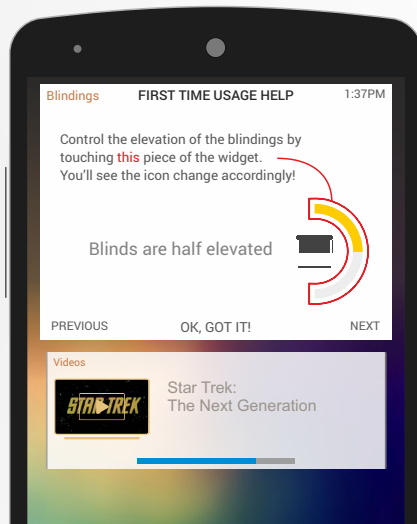 Blindings FIRST TIME USAGE HELP 1:37PM
Control the elevation of the blindings by
touching this piece of the widget.
You'll see the icon change accordingly!
Blinds are half elevated
PREVIOUS OK, GOT IT! NEXT
Videos
STAR TREK
Star Trek:
The Next Generation